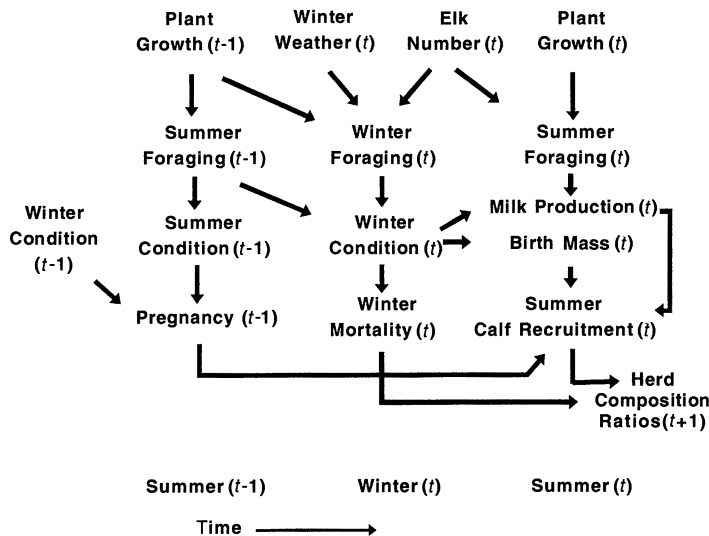 Plant
Growth (t-1)
Winter
Weather (t)
Elk
Number (t)
Plant
Growth (t)
Summer
Foraging (t-1)
Winter
Foraging (t)
Summer
Foraging (t)
Winter
Condition
(t-1)
Summer
Condition (t-1)
Winter
Condition (t)
Milk Production (t)
Birth Mass (t)
Pregnancy (t-1)
Winter
Mortality (t)
Summer
Calf Recruitment (t)
Herd
Composition
Ratios(t+1)
Summer (t-1)
Winter (t)
Summer (t)
Time